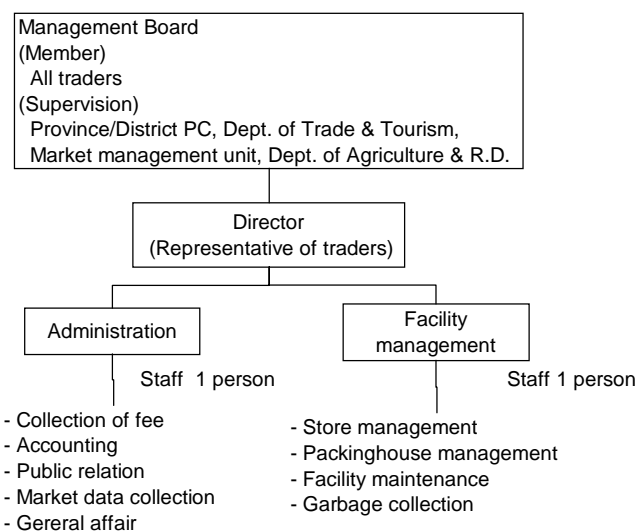 Management Board
(Member)
All traders
(Supervision)
Province/District PC, Dept. of Trade & Tourism,
Market management unit, Dept. of Agriculture & R.D.
Director
(Representative of traders)
Administration
Facility
management
Staff 1 person
Staff 1 person
- Collection of fee
- Accounting
- Public relation
- Market data collection
- Gereral affair
- Store management
- Packinghouse management
- Facility maintenance
- Garbage collection